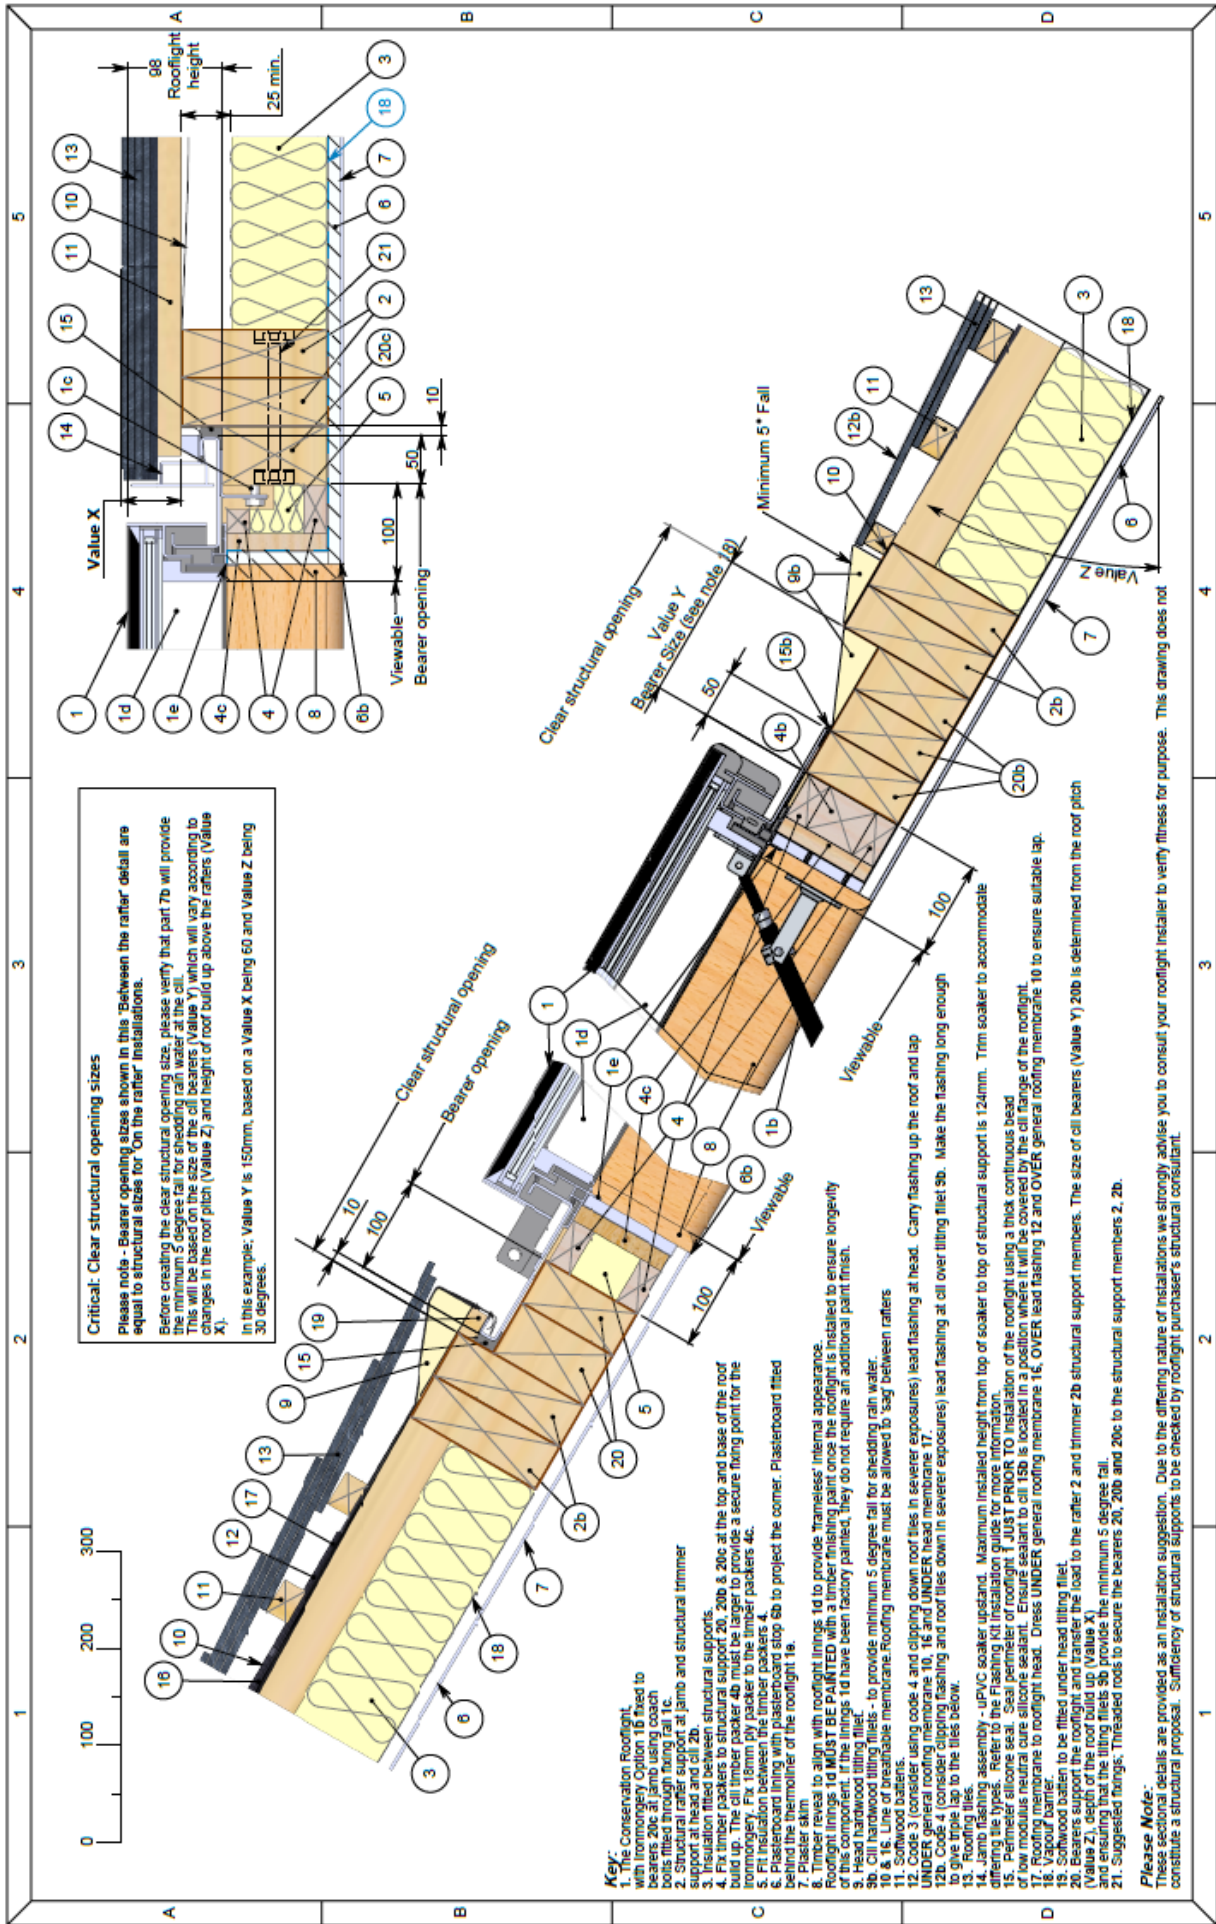 Critical: Clear structural opening sizes
Please note - Bearer opening sizes shown in this 'Between the rafter' detail are
equal to structural sizes for 'On the rafter' installations.
Before creating the clear structural opening size, please verify that part 7b will provide
the minimum 5 degree fall for shedding rain water at the cill.
This will be based on the size of the cill bearers (Value Y) which will vary according to
changes in the roof pitch (Value Z) and height of roof build up above the rafters (Value
X).
In this example; Value Y is 150mm, based on a Value X being 60 and Value Z being
30 degrees.
98
Rooflight
height
25 min.
Value X
10
50
100
Viewable
Bearer opening
Clear structural opening
Bearer opening
10
100
100
Viewable
Clear structural opening
Value Y
Bearer Size (see note 18)
50
Minimum 5° Fall
Value Z
100
Viewable
0
100
200
300
Key:
1. The Conservation Rooflight,
with Ironmongery Option 1b fixed to
bearers 20c at jamb using coach
bolts fitted through fixing rail 1c.
2. Structural rafter support at jamb and structural trimmer
support at head and cill 2b.
3. Insulation fitted between structural supports.
4. Fix timber packers to structural support 20, 20b & 20c at the top and base of the roof
build up. The cill timber packer 4b must be larger to provide a secure fixing point for the
ironmongery. Fix 18mm ply packer to the timber packers 4c.
5. Fit insulation between the timber packers 4.
6. Plasterboard lining with plasterboard stop 6b to project the corner. Plasterboard fitted
behind the thermoliner of the rooflight 1e.
7. Plaster skim
8. Timber reveal to align with rooflight linings 1d to provide 'frameless' internal appearance.
Rooflight linings 1d MUST BE PAINTED with a timber finishing paint once the rooflight is installed to ensure longevity
of this component. If the linings 1d have been factory painted, they do not require an additional paint finish.
9. Head hardwood tilting fillet.
9b. Cill hardwood tilting fillets - to provide minimum 5 degree fall for shedding rain water.
10 & 16. Line of breathable membrane. Roofing membrane must be allowed to 'sag' between rafters
11. Softwood battens.
12. Code 3 (consider using code 4 and clipping down roof tiles in severer exposures) lead flashing at head. Carry flashing up the roof and lap
UNDER general roofing membrane 10, 16 and UNDER head membrane 17.
12b. Code 4 (consider clipping flashing and roof tiles down in severer exposures) lead flashing at cill over tilting fillet 9b. Make the flashing long enough
to give triple lap to the tiles below.
13. Roofing tiles.
14. Jamb flashing assembly - uPVC soaker upstand. Maximum installed height from top of soaker to top of structural support is 124mm. Trim soaker to accommodate
differing tile types. Refer to the Flashing Kit installation guide for more information.
15. Perimeter silicone seal. Seal perimeter of rooflight if JUST PRIOR TO installation of the rooflight using a thick continuous bead
of low modulus neutral cure silicone sealant. Ensure sealant to cill 15b is located in a position where it will be covered by the cill flange of the rooflight.
17. Roofing membrane to rooflight head. Dress UNDER general roofing membrane 16, OVER lead flashing 12 and OVER general roofing membrane 10 to ensure suitable lap.
18. Vapour barrier.
19. Softwood batten to be fitted under head tilting fillet.
20. Bearers support the rooflight and transfer the load to the rafter 2 and trimmer 2b structural support members. The size of cill bearers (Value Y) 20b is determined from the roof pitch
(Value Z), depth of the roof build up (Value X)
and ensuring that the tilting fillets 9b provide the minimum 5 degree fall.
21. Suggested fixings; Threaded rods to secure the bearers 20, 20b and 20c to the structural support members 2, 2b.
Please Note:
These sectional details are provided as an installation suggestion. Due to the differing nature of installations we strongly advise you to consult your rooflight installer to verify fitness for purpose. This drawing does not
constitute a structural proposal. Sufficiency of structural supports to be checked by rooflight purchaser's structural consultant.